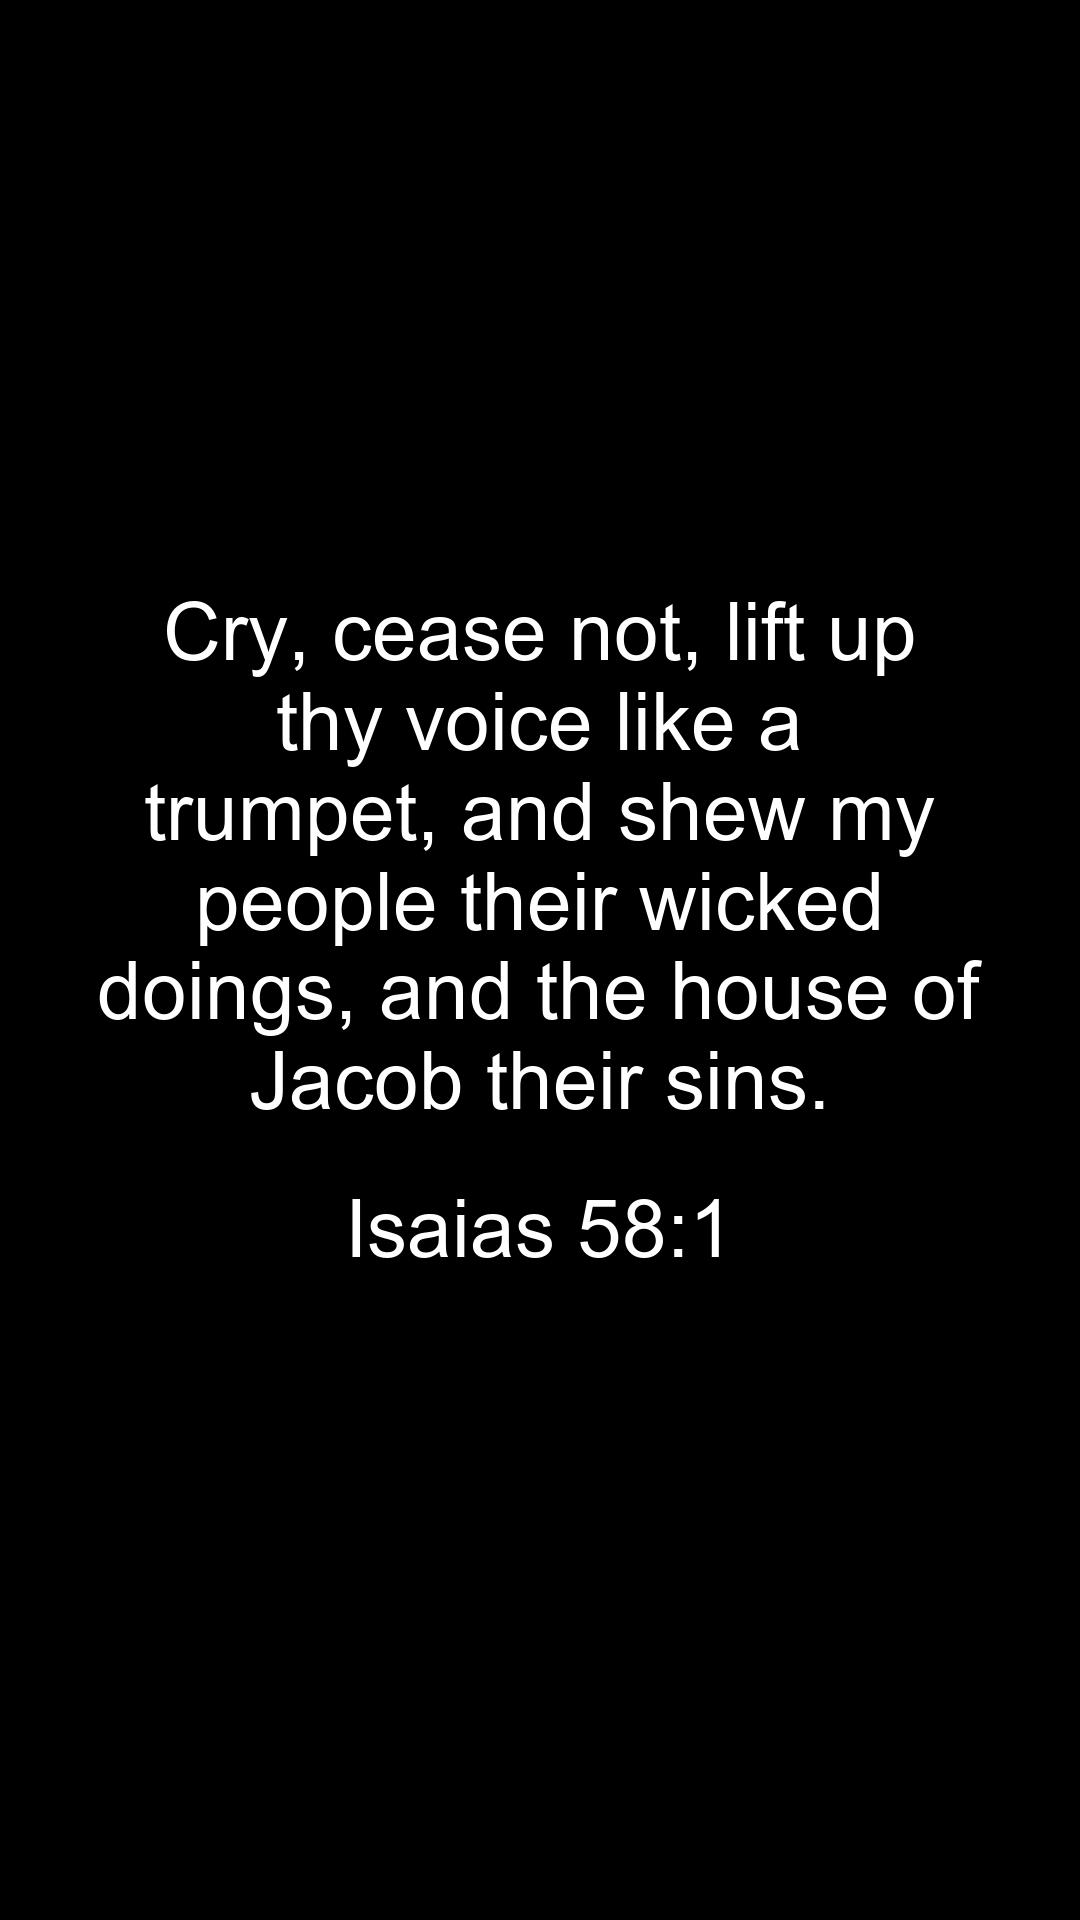 Cry, cease not, lift up
thy voice like a
trumpet, and shew my
people their wicked
doings, and the house of
Jacob their sins.
Isaias 58:1